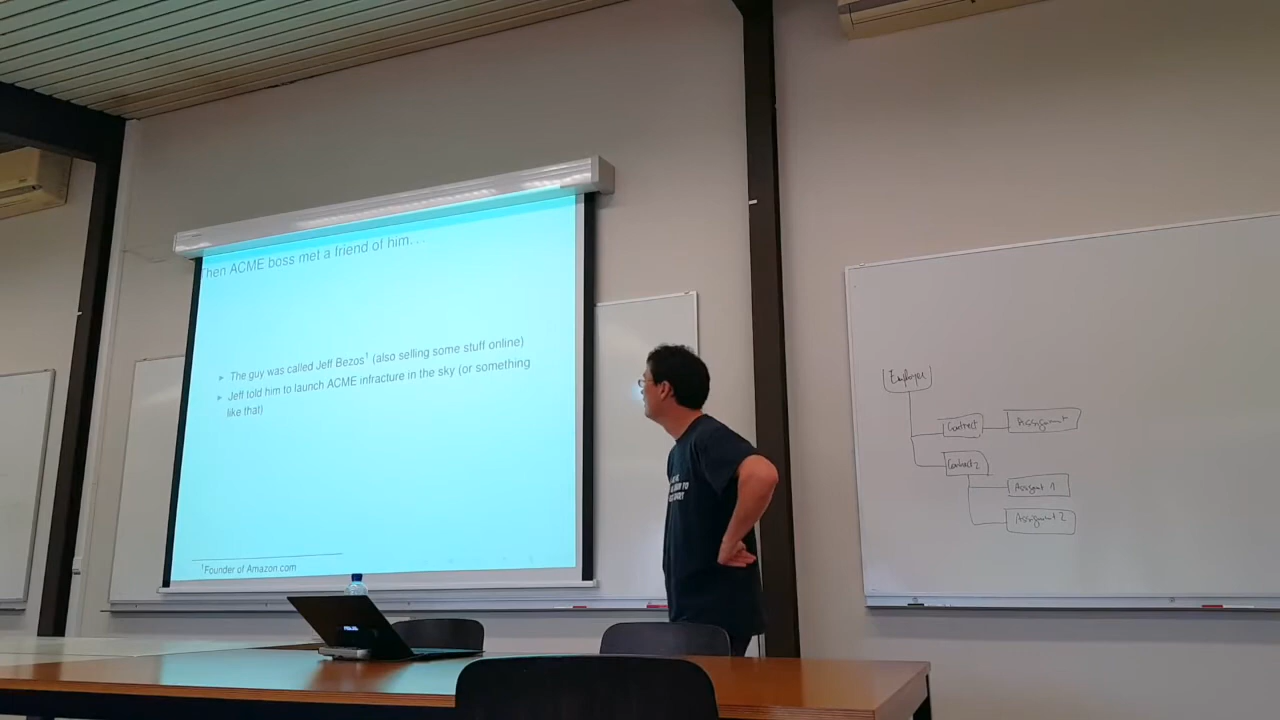 Then ACME boss met a friend of him...
The guy was called Jeff Bezos¹ (also selling some stuff online)
Jeff told him to launch ACME infracture in the sky (or something
like that)
¹Founder of Amazon.com
Employee
Contract
Assignment
Contract 2
Assignt 1
Assignment 2